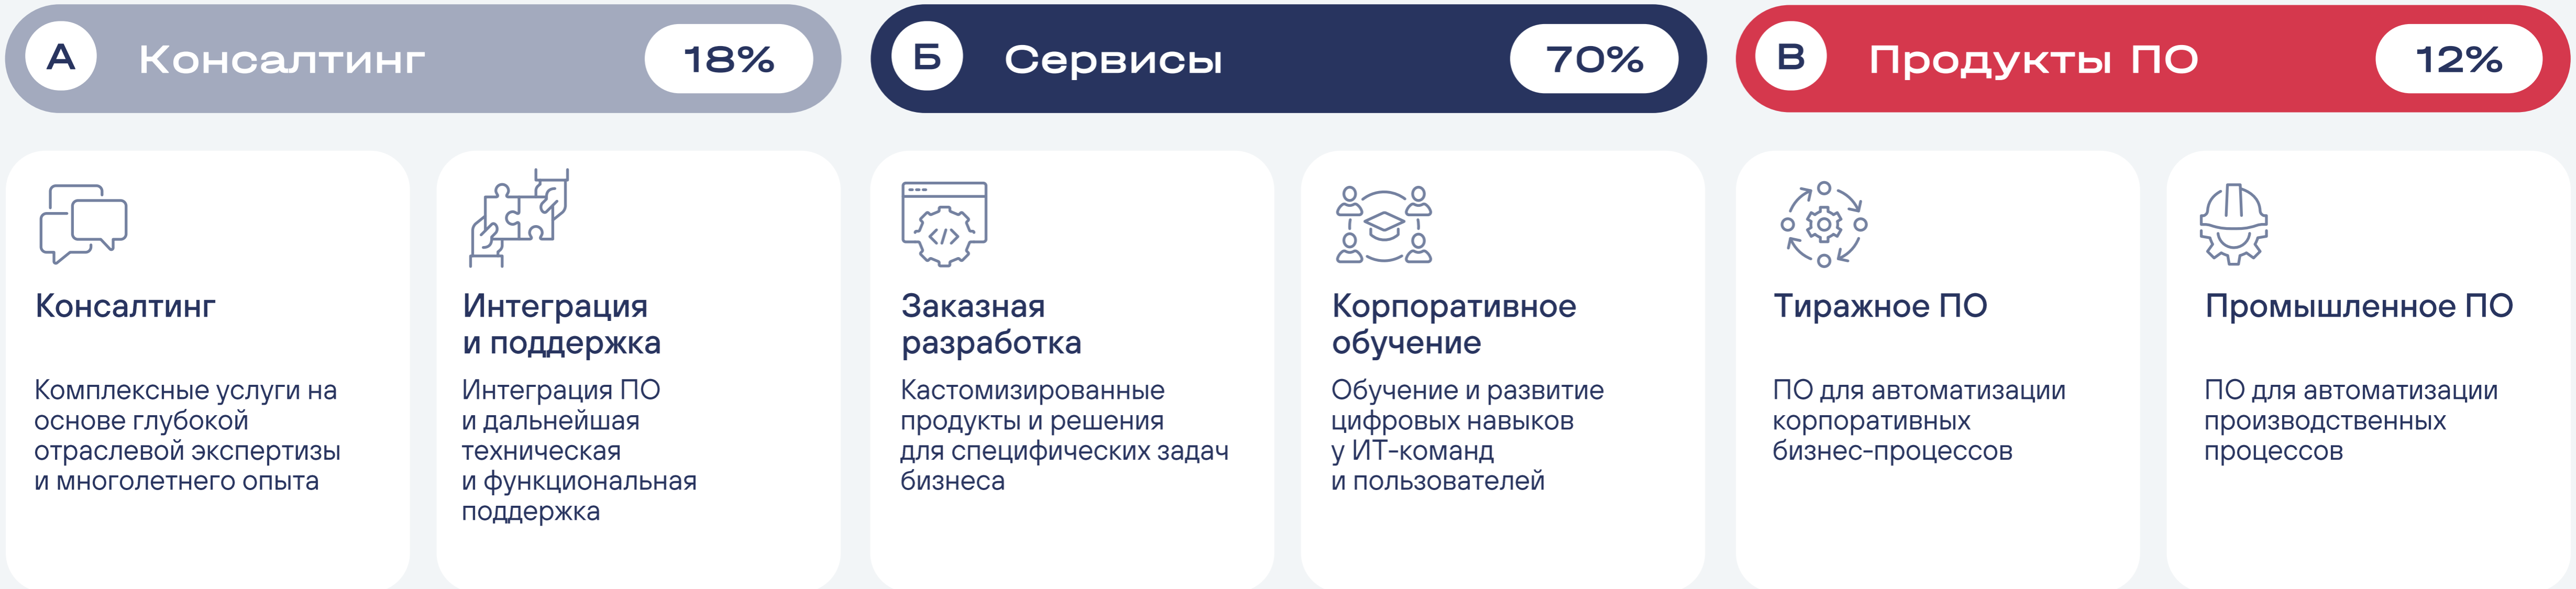 А
Консалтинг
18%
Б
Сервисы
70%
В
Продукты ПО
12%
Консалтинг
Комплексные услуги на
основе глубокой
отраслевой экспертизы
и многолетнего опыта
Интеграция
и поддержка
Интеграция ПО
и дальнейшая
техническая
и функциональная
поддержка
Заказная
разработка
Кастомизированные
продукты и решения
для специфических задач
бизнеса
Корпоративное
обучение
Обучение и развитие
цифровых навыков
у ИТ-команд
и пользователей
Тиражное ПО
ПО для автоматизации
корпоративных
бизнес-процессов
Промышленное ПО
ПО для автоматизации
производственных
процессов